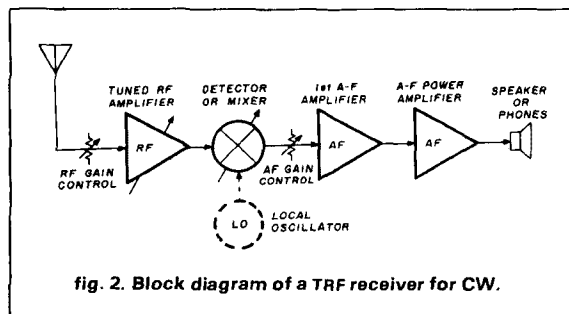 TUNED RF
AMPLIFIER
DETECTOR
OR MIXER
1st A-F
AMPLIFIER
A-F POWER
AMPLIFIER
SPEAKER
OR
PHONES
RF
AF
AF
RF GAIN
CONTROL
AF GAIN
CONTROL
LO
LOCAL
OSCILLATOR
fig. 2. Block diagram of a TRF receiver for CW.